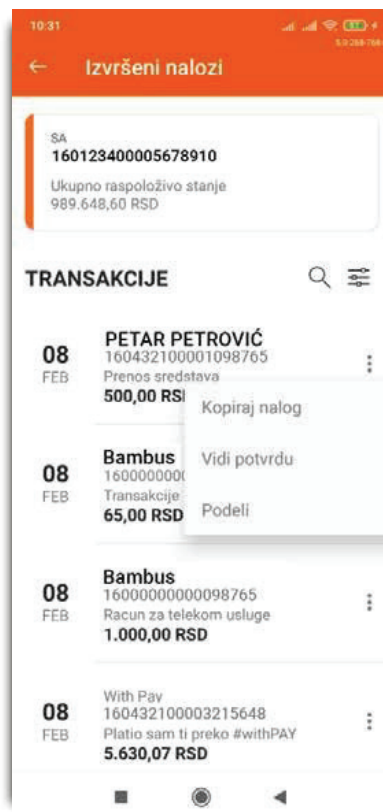 10:31
Izvršeni nalozi
SA
160123400005678910
Ukupno raspoloživo stanje
989.648,60 RSD
TRANSAKCIJE
08
FEB
PETAR PETROVIĆ
160432100001098765
Prenos sredstava
500,00 RS
Kopiraj nalog
Vidi potvrdu
Podeli
08
FEB
Bambus
1600000000
Transakcije
65,00 RSD
08
FEB
Bambus
16000000000098765
Racun za telekom usluge
1.000,00 RSD
08
FEB
With Pay
160432100003215648
Platio sam ti preko #withPAY
5.630,07 RSD